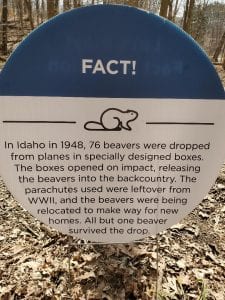 FACT!
In Idaho in 1948, 76 beavers were dropped
from planes in specially designed boxes.
The boxes opened on impact, releasing
the beavers into the backcountry. The
parachutes used were leftover from
WWII, and the beavers were being
relocated to make way for new
homes. All but one beaver
survived the drop.